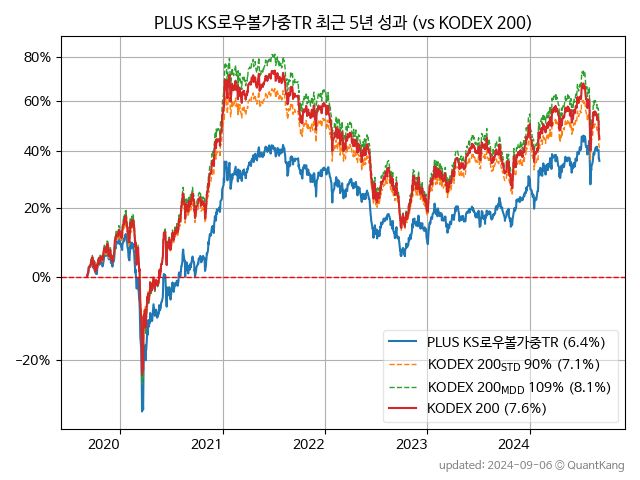 PLUS KS로우볼가중TR 최근 5년 성과 (vs KODEX 200)
80%
60%
40%
20%
0%
−20%
PLUS KS로우볼가중TR (6.4%)
KODEX 200STD 90% (7.1%)
KODEX 200MDD 109% (8.1%)
KODEX 200 (7.6%)
2020 2021 2022 2023 2024
updated: 2024-09-06 © QuantKang